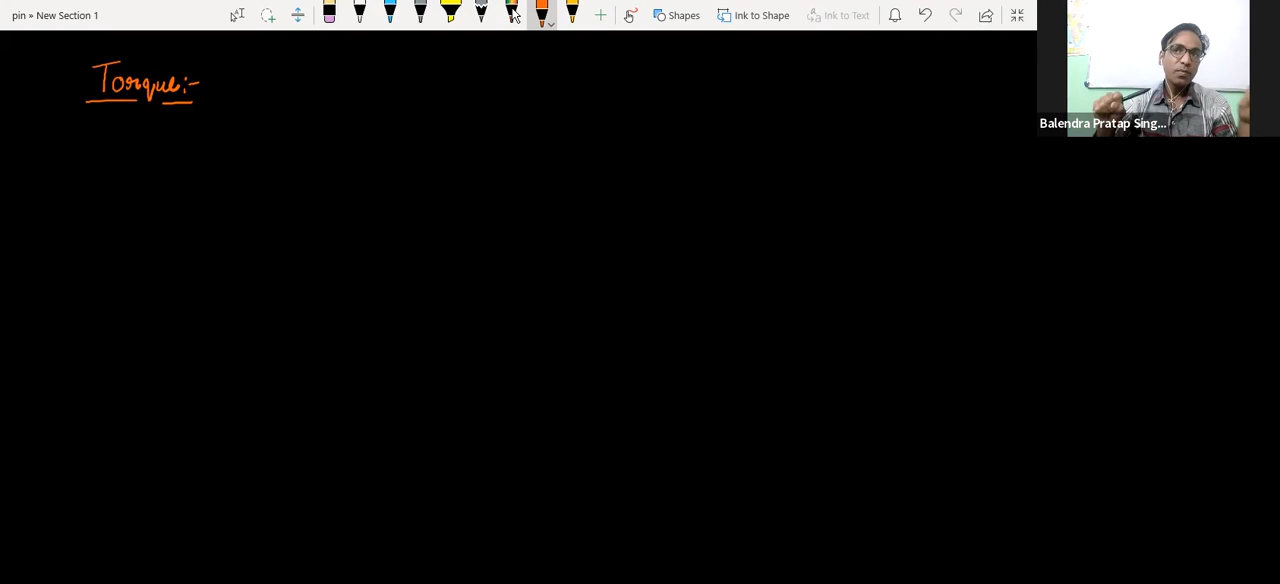 pin » New Section 1
Shapes
Ink to Shape
Ink to Text
Torque:-
Balendra Pratap Sing...